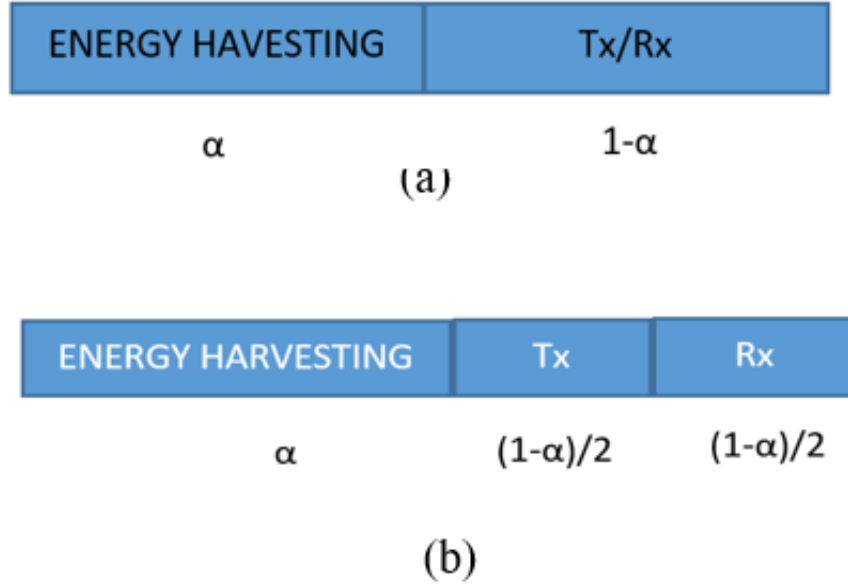 ENERGY HAVESTING Tx/Rx
α 1-α
(a)
ENERGY HARVESTING Tx Rx
α (1-α)/2 (1-α)/2
(b)